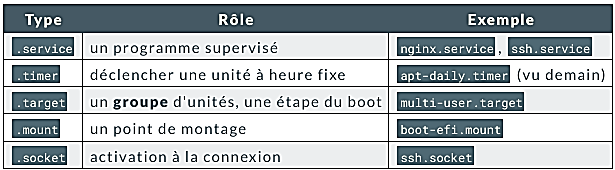 Type Rôle Exemple
.service un programme supervisé nginx.service, ssh.service
.timer déclencher une unité à heure fixe apt-daily.timer (vu demain)
.target un groupe d'unités, une étape du boot multi-user.target
.mount un point de montage boot-efi.mount
.socket activation à la connexion ssh.socket